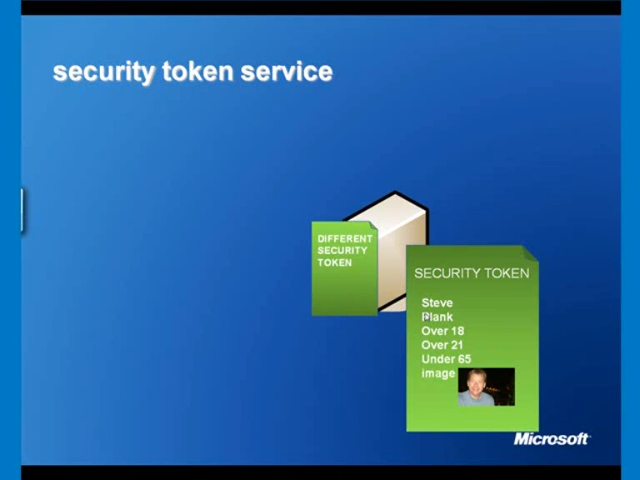 security token service
DIFFERENT
SECURITY
TOKEN
SECURITY TOKEN
Steve
Plank
Over 18
Over 21
Under 65
image
Microsoft